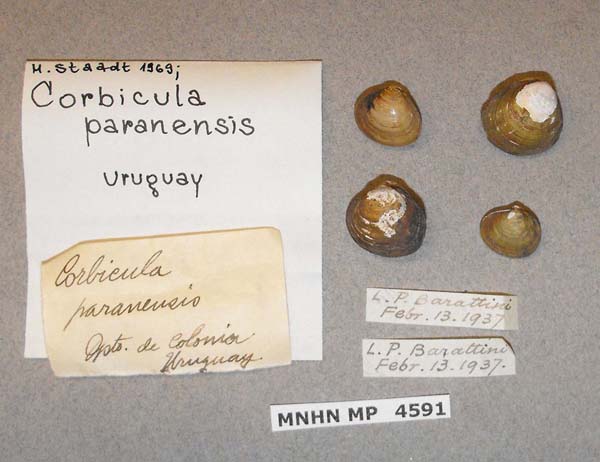 H. Staadt 1969;
Corbicula
paranensis
uruguay
Corbicula
paranensis
Dpto. de Colonia
Uruguay.
L. P. Barattini
Febr. 13. 1937
L. P. Barattini
Febr. 13. 1937.
MNHN MP 4591